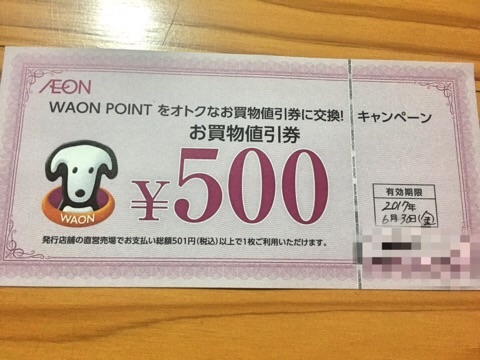 ÆON
WAON POINT をオトクなお買物値引券に交換! キャンペーン
お買物値引券
¥500
WAON
有効期限
2017年
6月30日(金)
発行店舗の直営売場でお支払い総額501円(税込)以上で1枚ご利用いただけます。